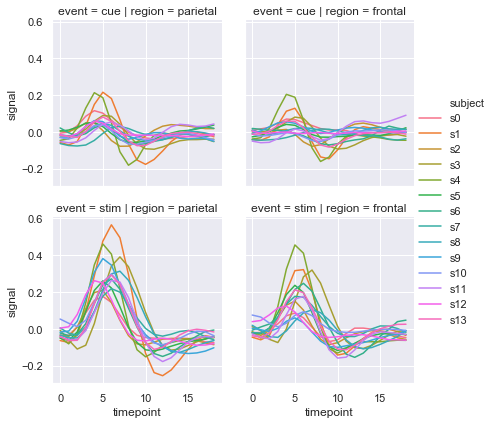 event = cue | region = parietal
event = cue | region = frontal
0.6
0.4
0.2
0.0
−0.2
signal
event = stim | region = parietal
event = stim | region = frontal
0.6
0.4
0.2
0.0
−0.2
signal
0
5
10
15
timepoint
0
5
10
15
timepoint
subject
s0
s1
s2
s3
s4
s5
s6
s7
s8
s9
s10
s11
s12
s13